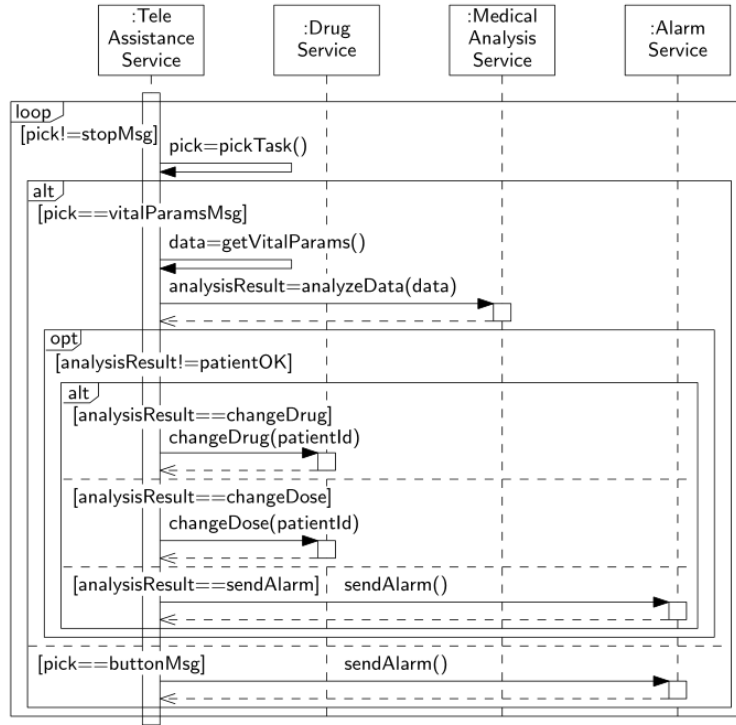 :Tele
Assistance
Service
:Drug
Service
:Medical
Analysis
Service
:Alarm
Service
loop
[pick!=stopMsg]
pick=pickTask()
alt
[pick==vitalParamsMsg]
data=getVitalParams()
analysisResult=analyzeData(data)
opt
[analysisResult!=patientOK]
alt
[analysisResult==changeDrug]
changeDrug(patientId)
[analysisResult==changeDose]
changeDose(patientId)
[analysisResult==sendAlarm] sendAlarm()
[pick==buttonMsg] sendAlarm()